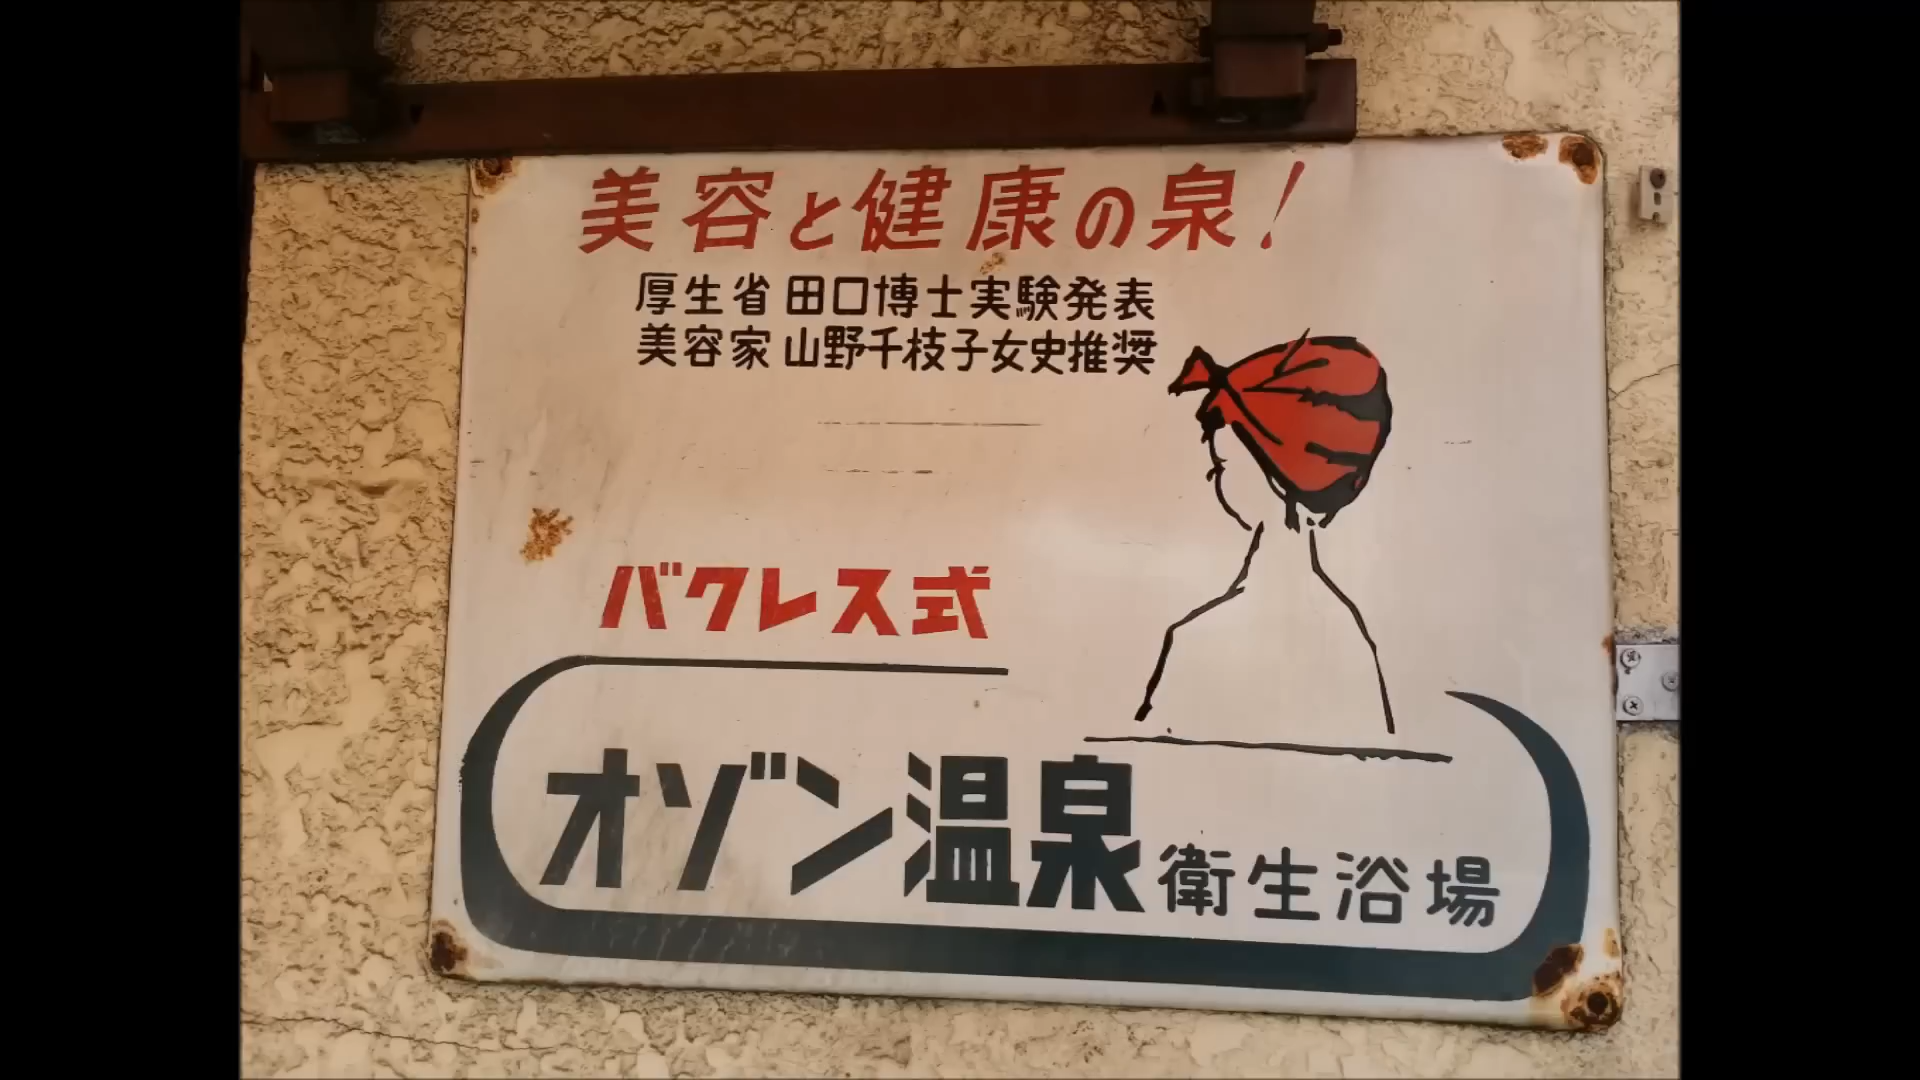 美容と健康の泉!
厚生省 田口博士実験発表
美容家 山野千枝子女史推奨
バクレス式
オゾン温泉衛生浴場